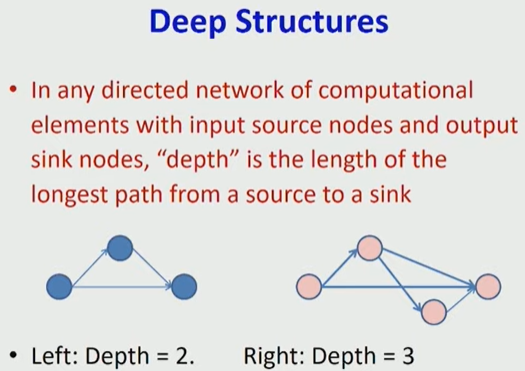 Deep Structures
• In any directed network of computational
elements with input source nodes and output
sink nodes, “depth” is the length of the
longest path from a source to a sink
• Left: Depth = 2. Right: Depth = 3